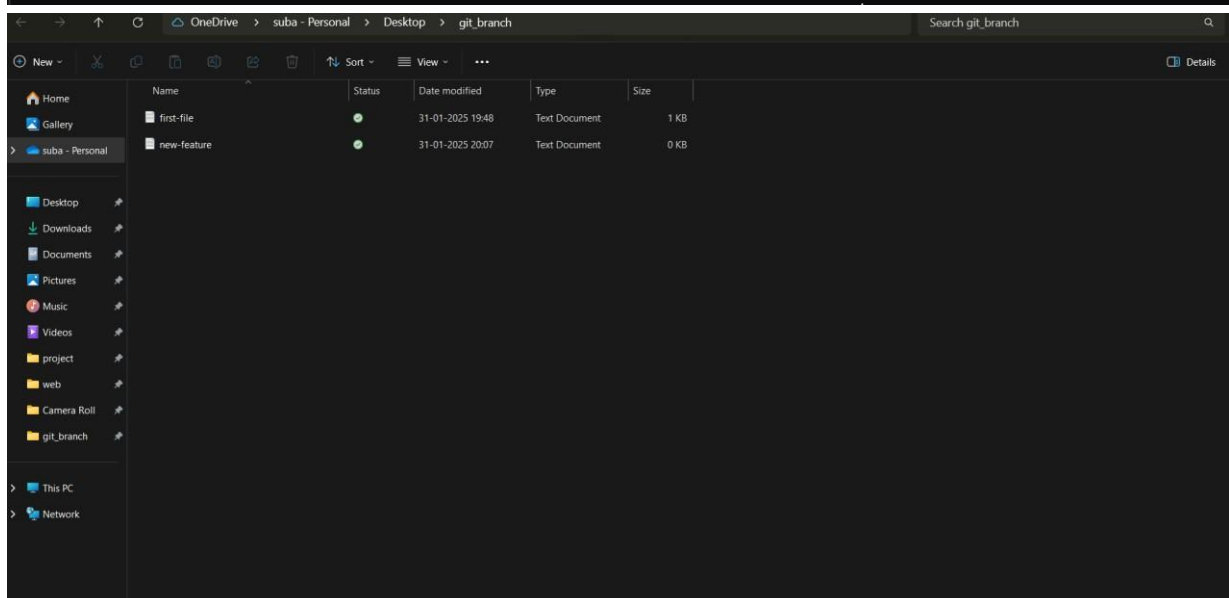 OneDrive > suba - Personal > Desktop > git_branch
Search git_branch
New
Sort
View
Details
Name Status Date modified Type Size
first-file 31-01-2025 19:48 Text Document 1 KB
new-feature 31-01-2025 20:07 Text Document 0 KB
Home
Gallery
suba - Personal
Desktop
Downloads
Documents
Pictures
Music
Videos
project
web
Camera Roll
git_branch
This PC
Network